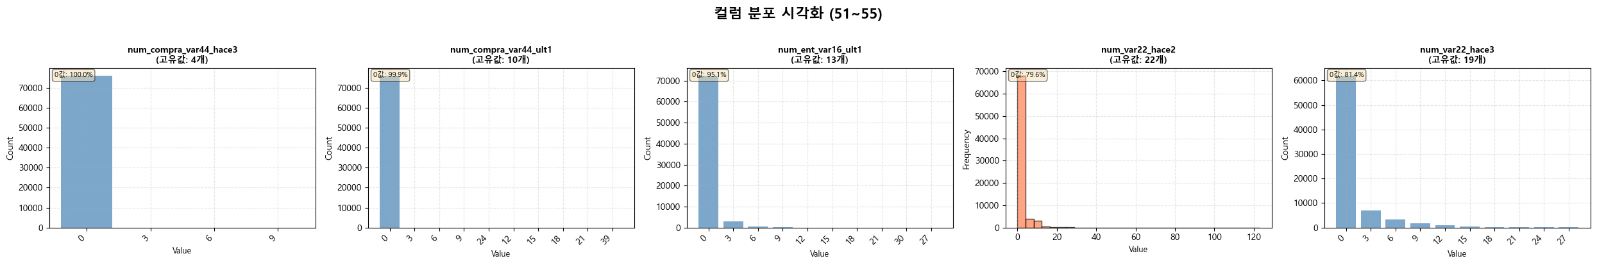 컬럼 분포 시각화 (51~55)
num_compra_var44_hace3
(고유값: 4개)
0값: 100.0%
70000
60000
50000
40000
30000
20000
10000
0
Count
0 3 6 9
Value
num_compra_var44_ult1
(고유값: 10개)
0값: 99.9%
70000
60000
50000
40000
30000
20000
10000
0
Count
0 3 6 9 24 12 15 18 21 39
Value
num_ent_var16_ult1
(고유값: 13개)
0값: 95.1%
70000
60000
50000
40000
30000
20000
10000
0
Count
0 3 6 9 12 15 18 21 30 27
Value
num_var22_hace2
(고유값: 22개)
0값: 79.6%
70000
60000
50000
40000
30000
20000
10000
0
Frequency
0 20 40 60 80 100 120
Value
num_var22_hace3
(고유값: 19개)
0값: 81.4%
60000
50000
40000
30000
20000
10000
0
Count
0 3 6 9 12 15 18 21 24 27
Value